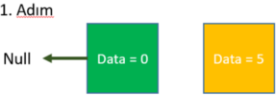 1. Adım
Null
Data = 0
Data = 5